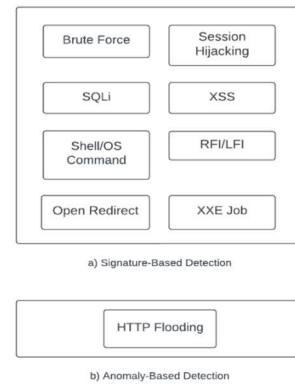 Brute Force
Session
Hijacking
SQLi
XSS
Shell/OS
Command
RFI/LFI
Open Redirect
XXE Job
a) Signature-Based Detection
HTTP Flooding
b) Anomaly-Based Detection